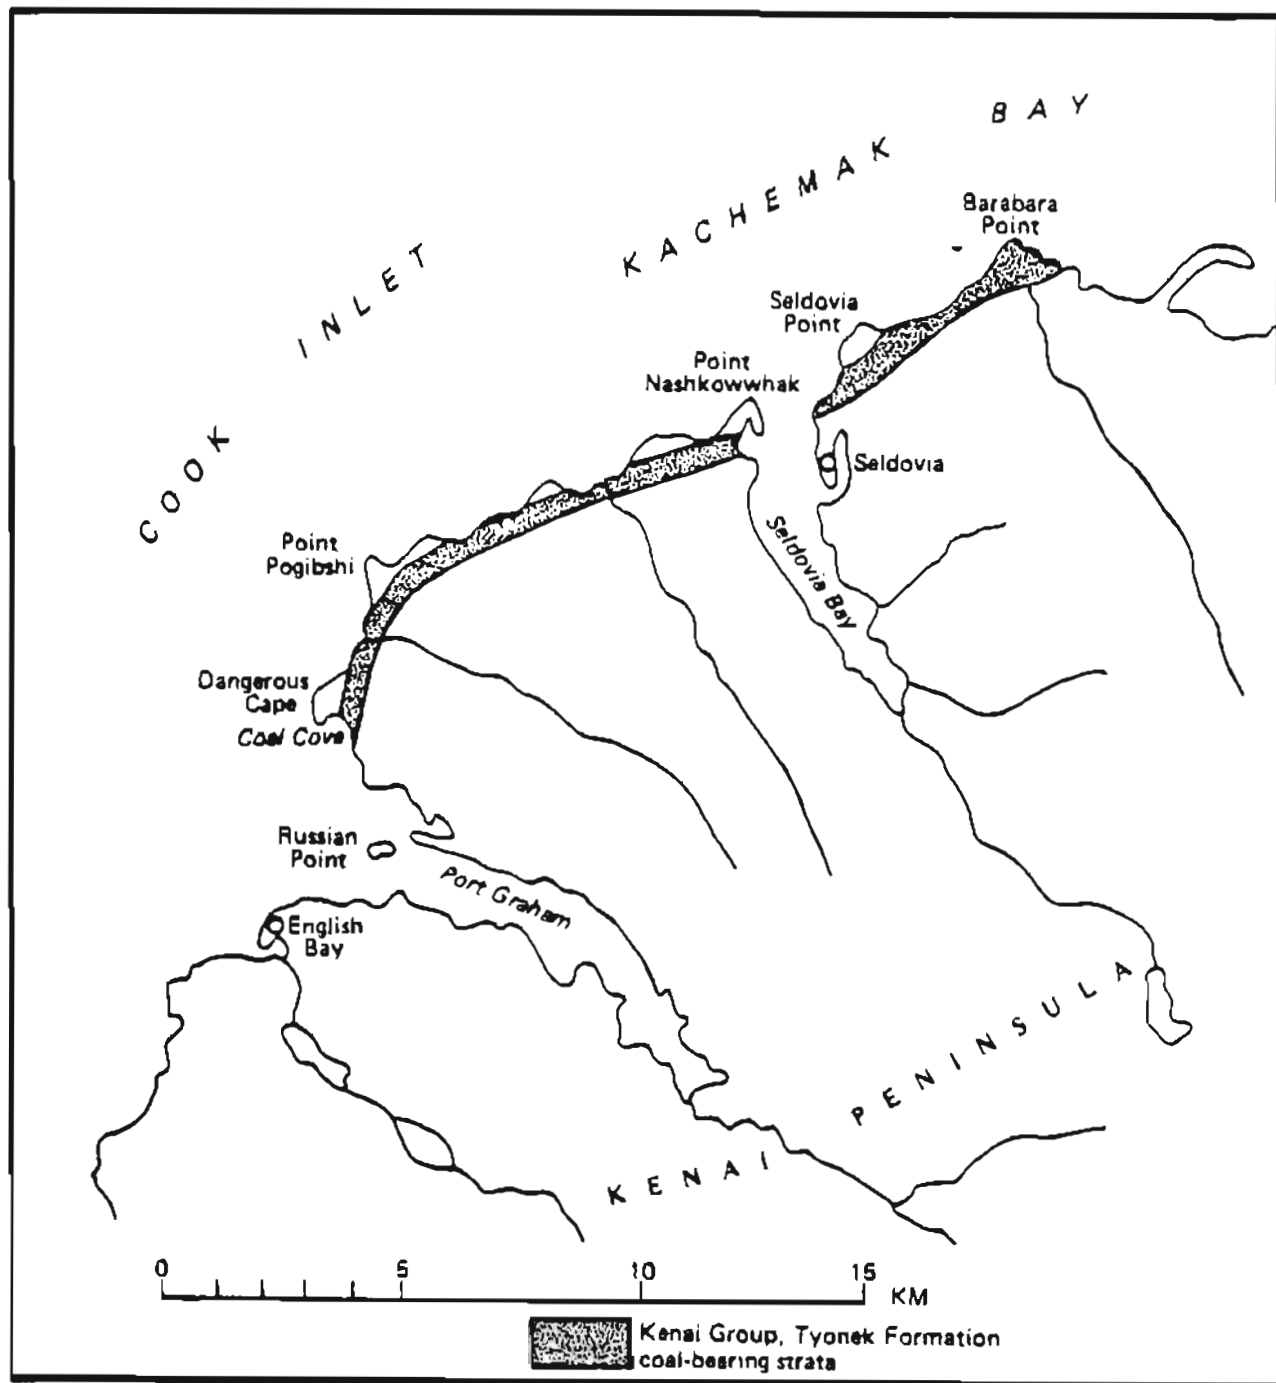 BAY
KACHEMAK
COOK INLET
Barabara
Point
Seldovia
Point
Point
Nashkowwhak
Seldovia
Point
Pogibshi
Seldovia Bay
Dangerous
Cape
Coal Cove
Russian
Point
Port Graham
English
Bay
KENAI PENINSULA
0 5 10 15
KM
Kenai Group, Tyonek Formation
coal-bearing strata